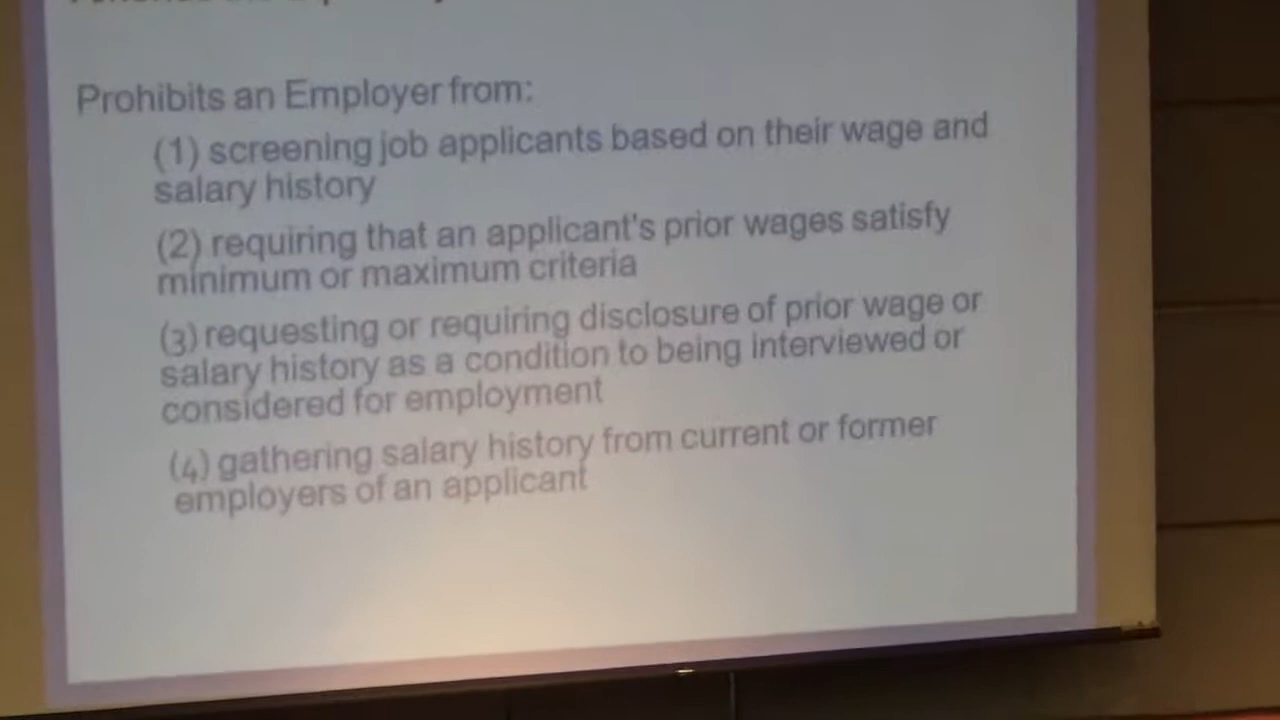 Prohibits an Employer from:
(1) screening job applicants based on their wage and
salary history
(2) requiring that an applicant's prior wages satisfy
minimum or maximum criteria
(3) requesting or requiring disclosure of prior wage or
salary history as a condition to being interviewed or
considered for employment
(4) gathering salary history from current or former
employers of an applicant